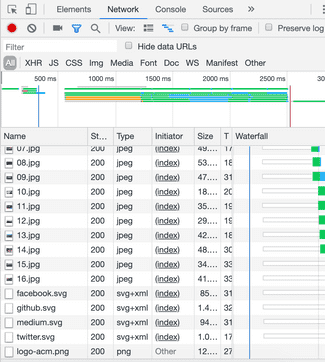 Elements Network Sources »
View: Group by frame Preserve log
Filter Hide data URLs
All XHR JS CSS Img Media Font Doc WS Manifest Other
500 ms 1000 ms 1500 ms 2000 ms 2500 ms 30
Name St... Type Initiator Size T Waterfall
07.jpg 200 jpeg (index) 49.... 17
08.jpg 200 jpeg (index) 53.... 18
09.jpg 200 jpeg (index) 47.... 31
10.jpg 200 jpeg (index) 18.... 20
11.jpg 200 jpeg (index) 35.... 19
12.jpg 200 jpeg (index) 29.... 19
13.jpg 200 jpeg (index) 42.... 18
14.jpg 200 jpeg (index) 48.... 30
15.jpg 200 jpeg (index) 34.... 33
16.jpg 200 jpeg (index) 41.... 33
facebook.svg 200 svg+xml (index) 85... 31
github.svg 200 svg+xml (index) 1.4... 32
medium.svg 200 svg+xml (index) 94... 31
twitter.svg 200 svg+xml (index) 1.0... 17
logo-acm.png 200 png Other 12.... 27